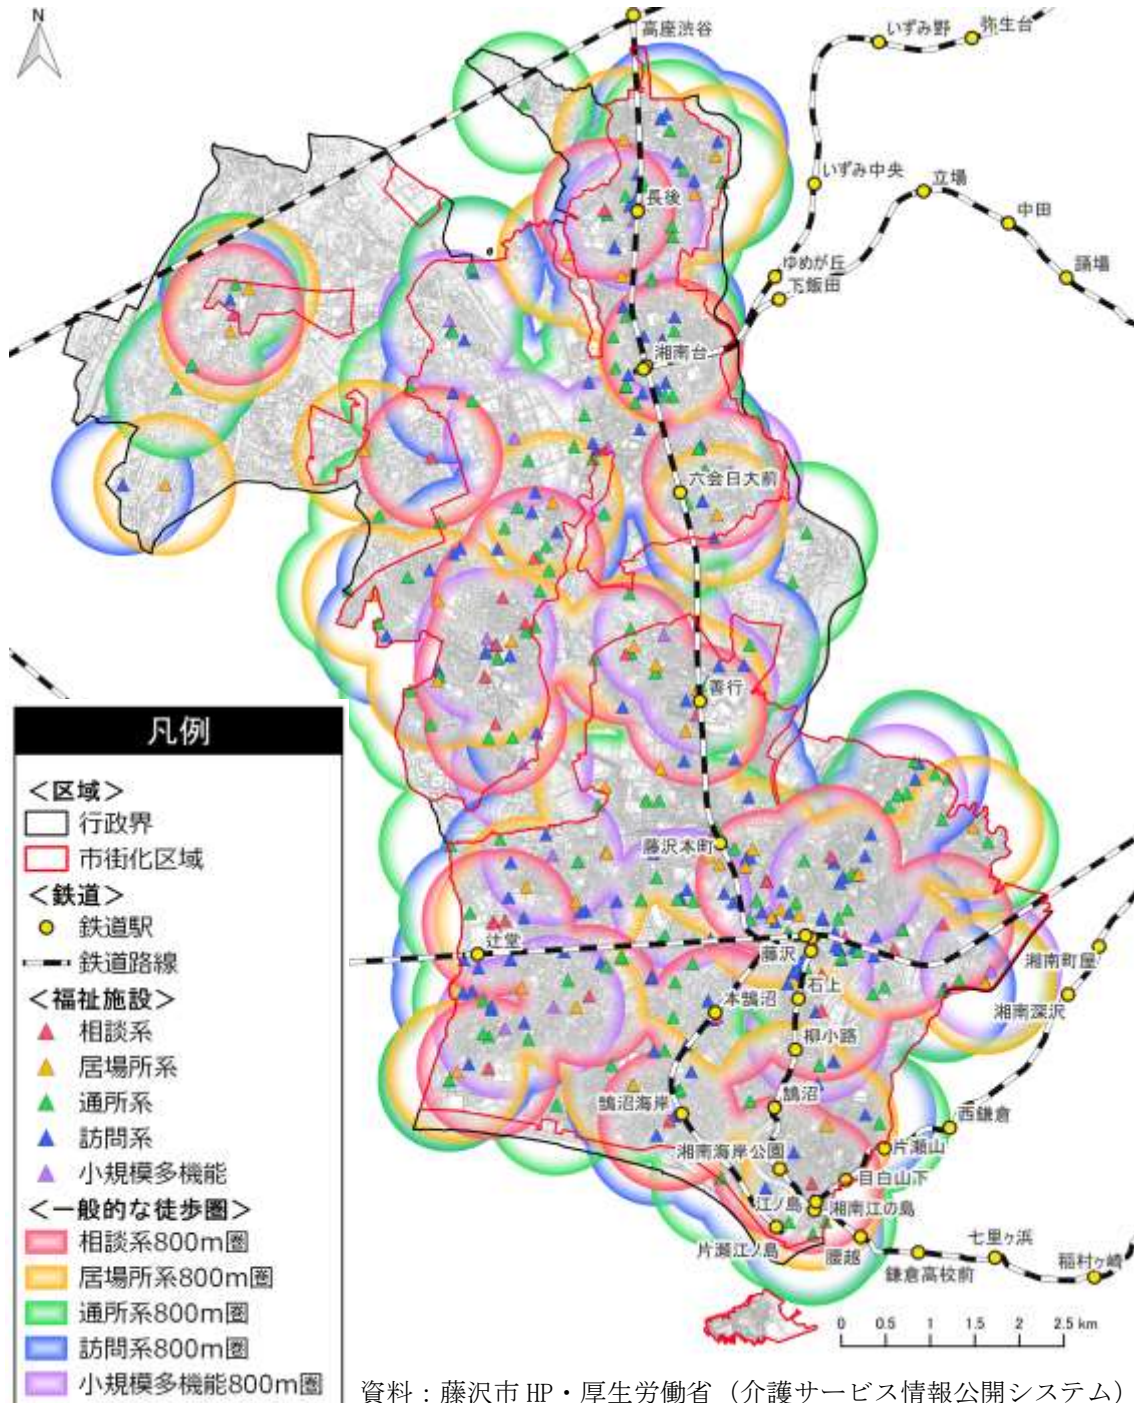 N
高座渋谷
いずみ野
弥生台
いずみ中央
立場
中田
踊場
長後
ゆめが丘
下飯田
湘南台
六会日大前
善行
藤沢本町
辻堂
藤沢
石上
本鵠沼
柳小路
湘南町屋
湘南深沢
鵠沼海岸
鵠沼
西鎌倉
湘南海岸公園
片瀬山
目白山下
江ノ島
湘南江の島
片瀬江ノ島
腰越
七里ヶ浜
鎌倉高校前
稲村ヶ崎
凡例
＜区域＞
行政界
市街化区域
＜鉄道＞
鉄道駅
鉄道路線
＜福祉施設＞
相談系
居場所系
通所系
訪問系
小規模多機能
＜一般的な徒歩圏＞
相談系800m圏
居場所系800m圏
通所系800m圏
訪問系800m圏
小規模多機能800m圏
0 0.5 1 1.5 2 2.5 km
資料：藤沢市 HP・厚生労働省（介護サービス情報公開システム）